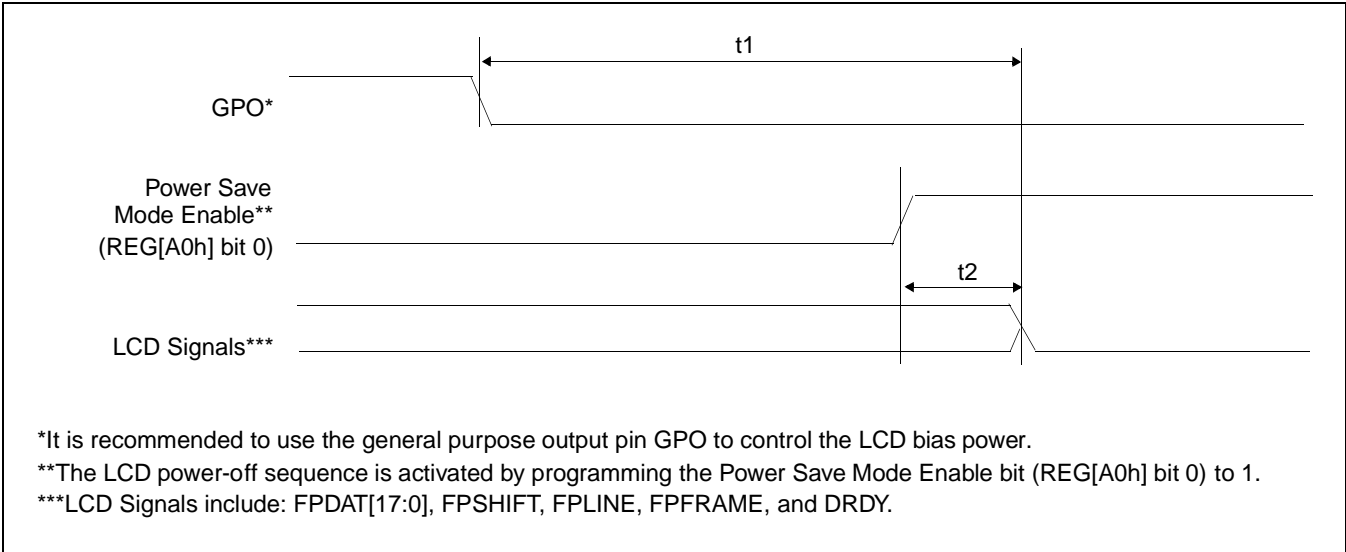 t1
GPO*
Power Save
Mode Enable**
(REG[A0h] bit 0)
t2
LCD Signals***
*It is recommended to use the general purpose output pin GPO to control the LCD bias power.
**The LCD power-off sequence is activated by programming the Power Save Mode Enable bit (REG[A0h] bit 0) to 1.
***LCD Signals include: FPDAT[17:0], FPSHIFT, FPLINE, FPFRAME, and DRDY.